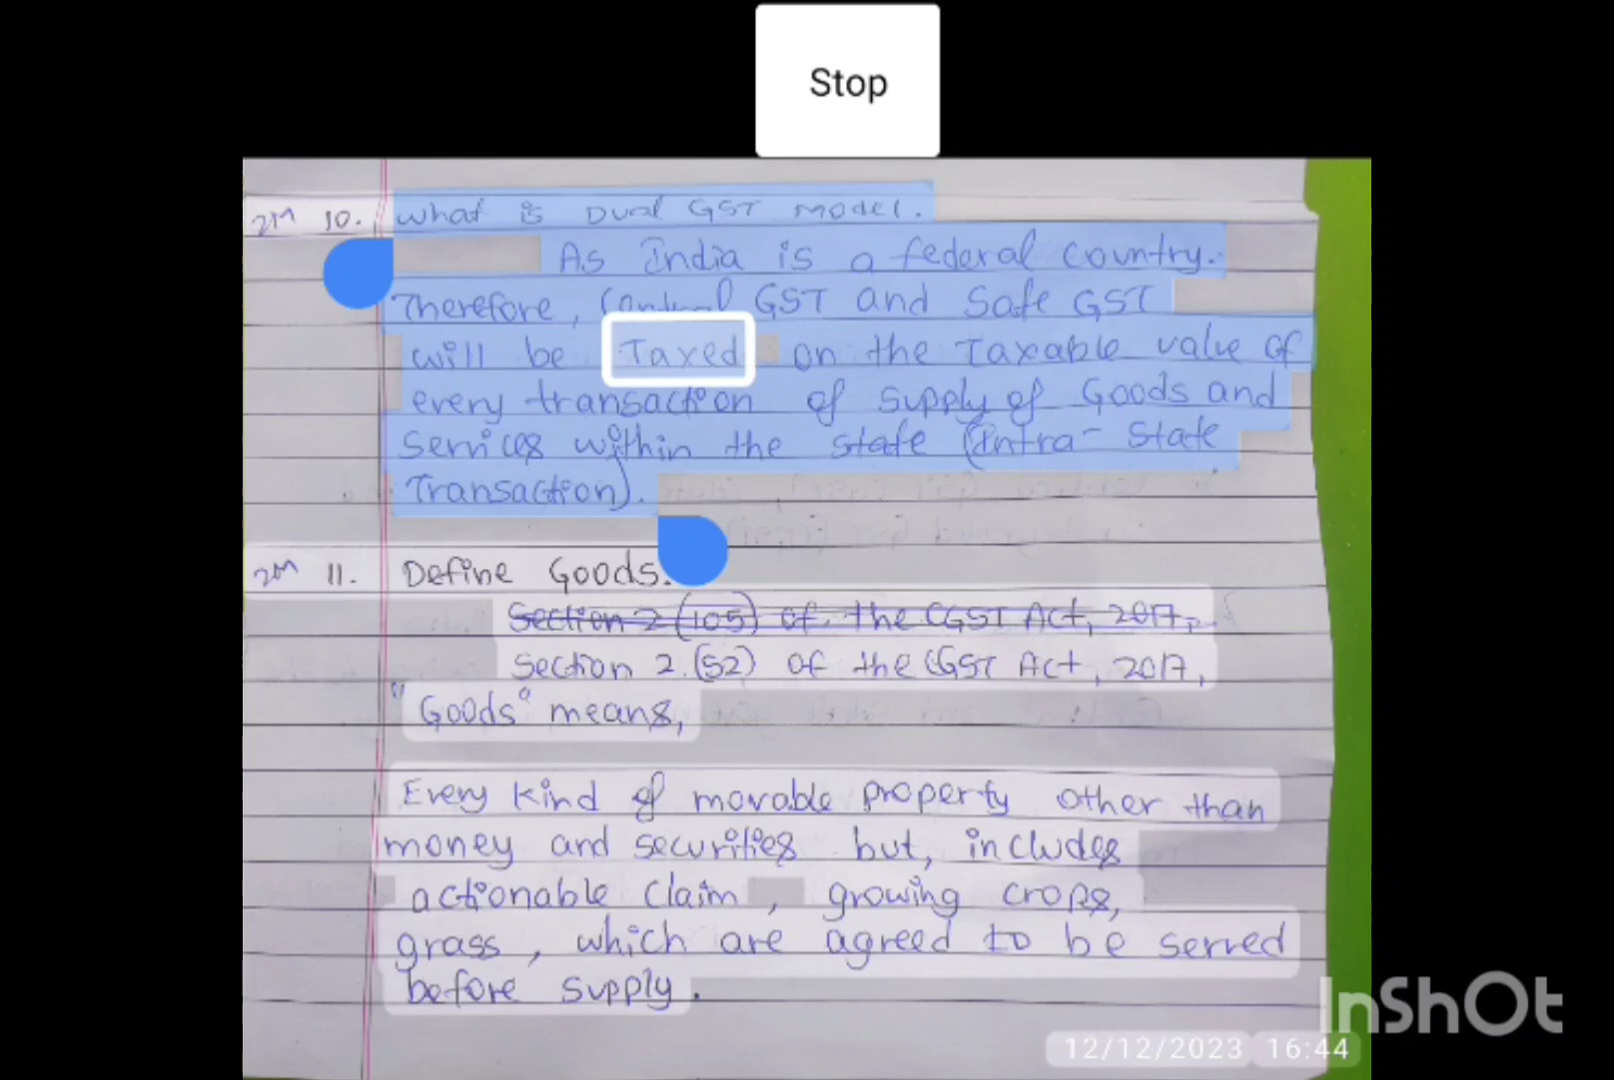 Stop
2M 10. What is Dual GST Model.
As India is a federal country.
Therefore, Central GST and Safe GST
will be Taxed on the Taxable value of
every transaction of supply of Goods and
Services within the state (Intra- State
Transaction).
2M 11. Define Goods.
Section 2 (105) of the CGST Act, 2017,
Section 2 (52) of the CGST Act, 2017,
"Goods" means,
Every kind of movable property other than
money and securities but, includes
actionable claim, growing crops,
grass, which are agreed to be served
before supply.
InShOt
12/12/2023 16:44